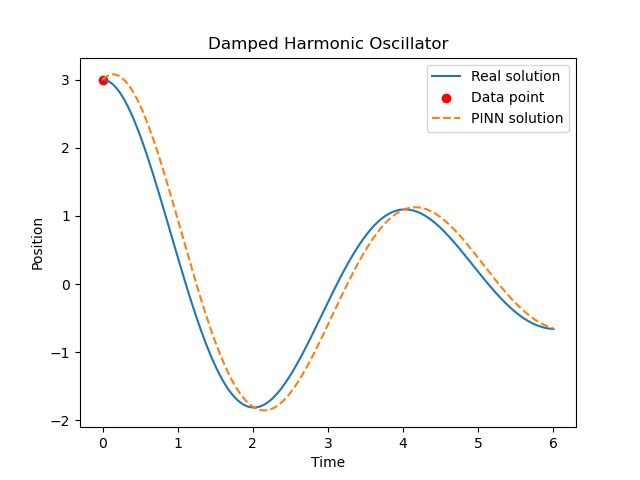 Damped Harmonic Oscillator
Real solution
Data point
PINN solution
Position
3
2
1
0
−1
−2
0 1 2 3 4 5 6
Time